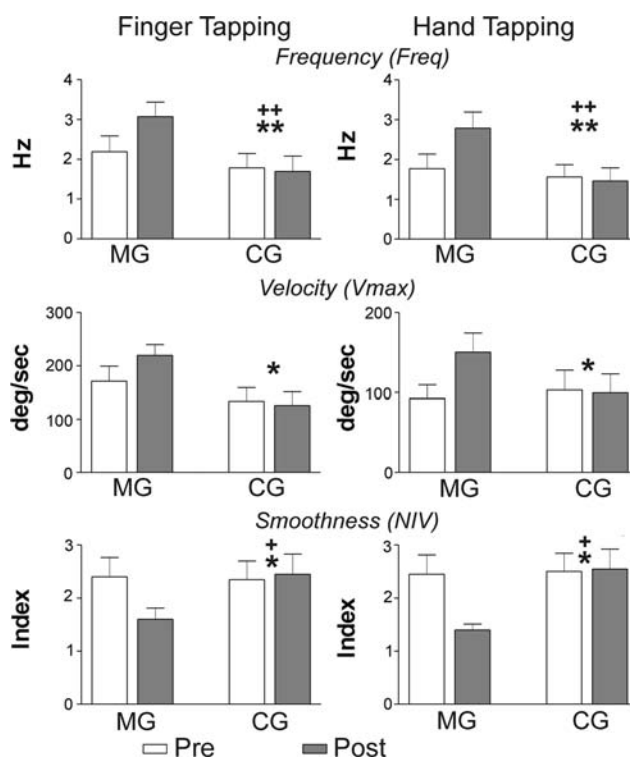 Finger Tapping Hand Tapping
Frequency (Freq)
4
3
2
1
0
Hz
++
**
MG CG
4
3
2
1
0
Hz
++
**
MG CG
Velocity (Vmax)
300
200
100
0
deg/sec
*
MG CG
200
100
0
deg/sec
*
MG CG
Smoothness (NIV)
3
2
1
0
Index
+
*
MG CG
3
2
1
0
Index
+
*
MG CG
Pre Post